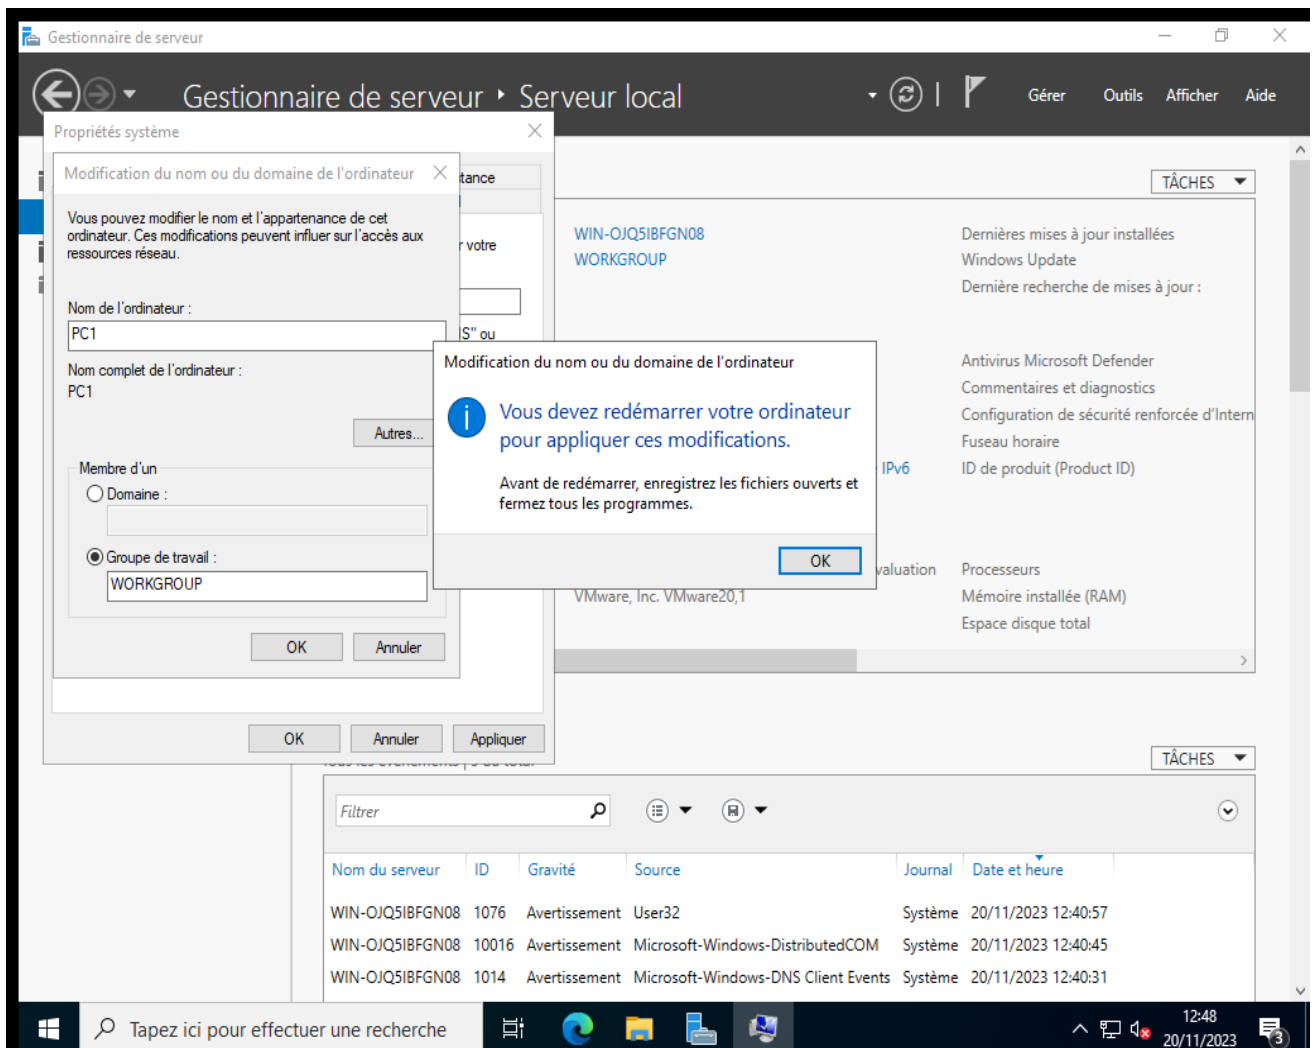 Gestionnaire de serveur
Gestionnaire de serveur
Serveur local
Gérer
Outils
Afficher
Aide
Propriétés système
tance
r votre
S" ou
Modification du nom ou du domaine de l'ordinateur
Vous pouvez modifier le nom et l'appartenance de cet
ordinateur. Ces modifications peuvent influer sur l'accès aux
ressources réseau.
Nom de l'ordinateur :
PC1
Nom complet de l'ordinateur :
PC1
Autres...
Membre d'un
Domaine :
Groupe de travail :
WORKGROUP
OK
Annuler
OK
Annuler
Appliquer
Modification du nom ou du domaine de l'ordinateur
Vous devez redémarrer votre ordinateur
pour appliquer ces modifications.
Avant de redémarrer, enregistrez les fichiers ouverts et
fermez tous les programmes.
OK
TÂCHES
WIN-OJQ5IBFGN08
Dernières mises à jour installées
WORKGROUP
Windows Update
Dernière recherche de mises à jour :
Antivirus Microsoft Defender
Commentaires et diagnostics
Configuration de sécurité renforcée d'Intern
Fuseau horaire
IPv6
ID de produit (Product ID)
valuation
Processeurs
VMware, Inc. VMware20,1
Mémoire installée (RAM)
Espace disque total
TÂCHES
Filtrer
Nom du serveur ID Gravité Source Journal Date et heure
WIN-OJQ5IBFGN08 1076 Avertissement User32 Système 20/11/2023 12:40:57
WIN-OJQ5IBFGN08 10016 Avertissement Microsoft-Windows-DistributedCOM Système 20/11/2023 12:40:45
WIN-OJQ5IBFGN08 1014 Avertissement Microsoft-Windows-DNS Client Events Système 20/11/2023 12:40:31
Tapez ici pour effectuer une recherche
12:48
20/11/2023
3